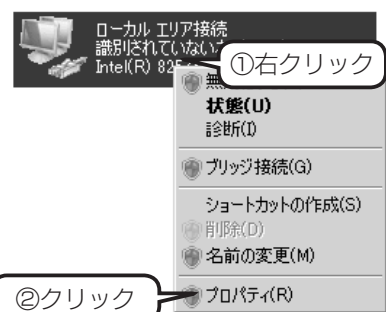 ローカル エリア接続
識別されていない
Intel(R) 825
①右クリック
状態(U)
診断(I)
ブリッジ接続(G)
ショートカットの作成(S)
削除(D)
名前の変更(M)
②クリック
プロパティ(R)